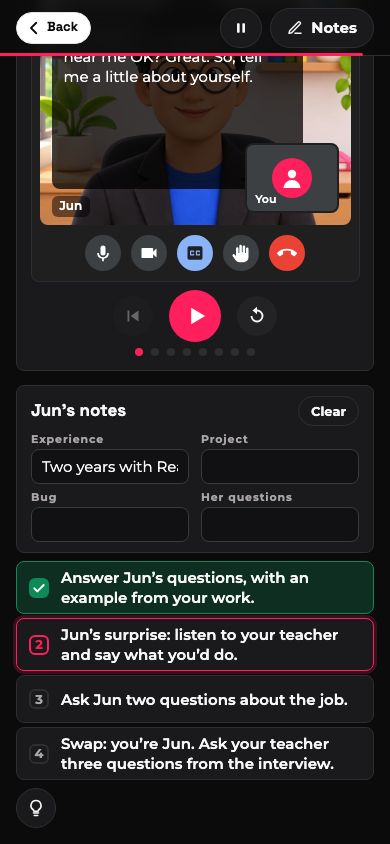 Back
Notes
hear me OK? Great. So, tell
me a little about yourself.
Jun
You
CC
Jun's notes
Clear
Experience
Project
Two years with Rea
Bug
Her questions
Answer Jun's questions, with an
example from your work.
2
Jun's surprise: listen to your teacher
and say what you'd do.
3
Ask Jun two questions about the job.
4
Swap: you're Jun. Ask your teacher
three questions from the interview.